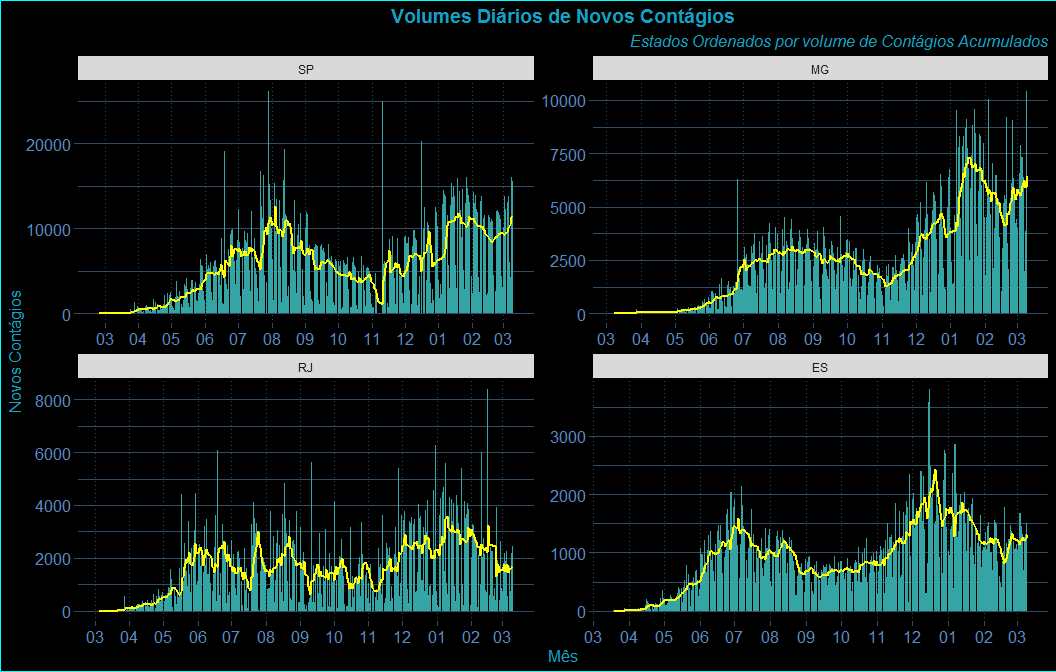 Volumes Diários de Novos Contágios
Estados Ordenados por volume de Contágios Acumulados
Novos Contágios
SP
20000
10000
0
03 04 05 06 07 08 09 10 11 12 01 02 03
MG
10000
7500
5000
2500
0
03 04 05 06 07 08 09 10 11 12 01 02 03
RJ
8000
6000
4000
2000
0
03 04 05 06 07 08 09 10 11 12 01 02 03
ES
3000
2000
1000
0
03 04 05 06 07 08 09 10 11 12 01 02 03
Mês